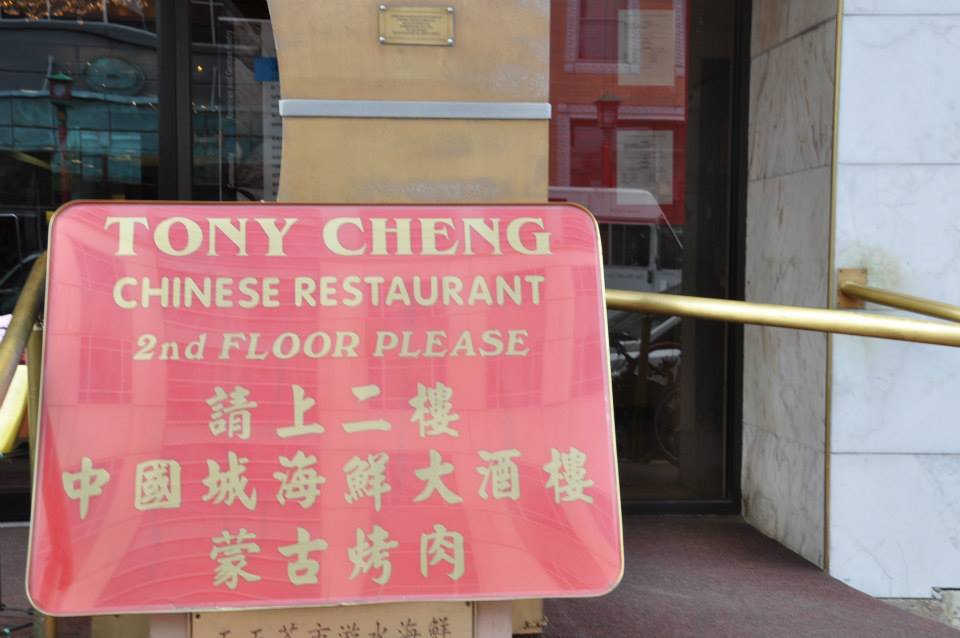 TONY CHENG
CHINESE RESTAURANT
2nd FLOOR PLEASE
請上二樓
中國城海鮮大酒樓
蒙古烤肉